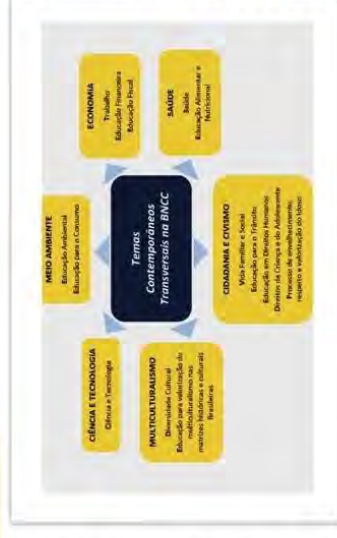 MEIO AMBIENTE
Educação Ambiental
Educação para o Consumo
ECONOMIA
Trabalho
Educação Financeira
Educação Fiscal
SAÚDE
Saúde
Educação Alimentar e
Nutricional
CIDADANIA E CIVISMO
Vida Familiar e Social
Educação para o Trânsito
Educação em Direitos Humanos
Direitos da Criança e do Adolescente
Processo de envelhecimento,
respeito e valorização do Idoso
MULTICULTURALISMO
Diversidade Cultural
Educação para valorização do
multiculturalismo nas
matrizes históricas e culturais
Brasileiras
CIÊNCIA E TECNOLOGIA
Ciência e Tecnologia
Temas
Contemporâneos
Transversais na BNCC